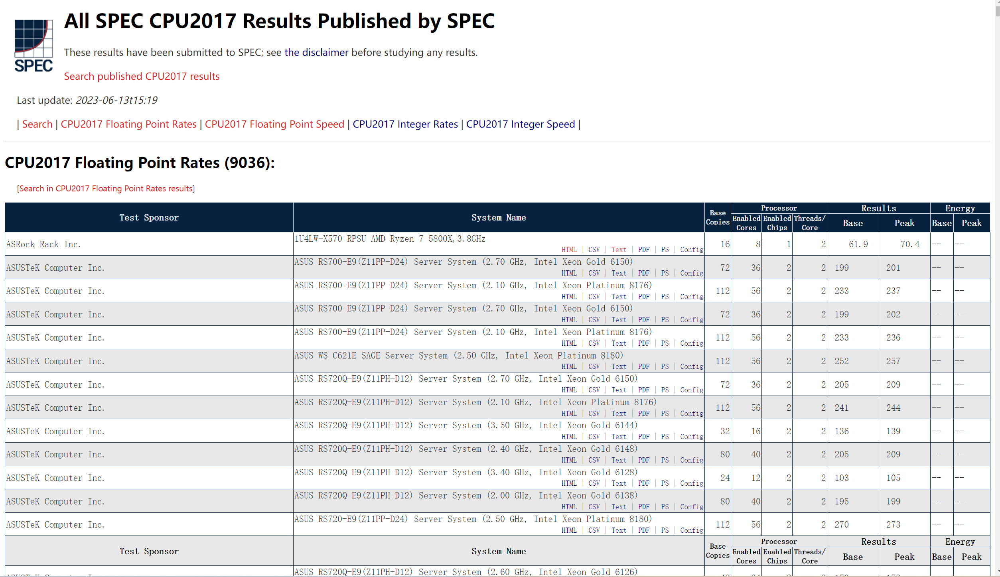 All SPEC CPU2017 Results Published by SPEC
SPEC
These results have been submitted to SPEC; see the disclaimer before studying any results.
Search published CPU2017 results
Last update: 2023-06-13t15:19
| Search | CPU2017 Floating Point Rates | CPU2017 Floating Point Speed | CPU2017 Integer Rates | CPU2017 Integer Speed |
CPU2017 Floating Point Rates (9036):
[Search in CPU2017 Floating Point Rates results]
Test Sponsor System Name Base Copies Processor Results Energy
Enabled Cores Enabled Chips Threads/ Core Base Peak Base Peak
ASRock Rack Inc. 1U4LW-X570 RPSU AMD Ryzen 7 5800X,3.8GHz 16 8 1 2 61.9 70.4 -- --
HTML | CSV | Text | PDF | PS | Config
ASUSTeK Computer Inc. ASUS RS700-E9(Z11PP-D24) Server System (2.70 GHz, Intel Xeon Gold 6150) 72 36 2 2 199 201 -- --
HTML | CSV | Text | PDF | PS | Config
ASUSTeK Computer Inc. ASUS RS700-E9(Z11PP-D24) Server System (2.10 GHz, Intel Xeon Platinum 8176) 112 56 2 2 233 237 -- --
HTML | CSV | Text | PDF | PS | Config
ASUSTeK Computer Inc. ASUS RS700-E9(Z11PP-D24) Server System (2.70 GHz, Intel Xeon Gold 6150) 72 36 2 2 199 202 -- --
HTML | CSV | Text | PDF | PS | Config
ASUSTeK Computer Inc. ASUS RS700-E9(Z11PP-D24) Server System (2.10 GHz, Intel Xeon Platinum 8176) 112 56 2 2 233 236 -- --
HTML | CSV | Text | PDF | PS | Config
ASUSTeK Computer Inc. ASUS WS C621E SAGE Server System (2.50 GHz, Intel Xeon Platinum 8180) 112 56 2 2 252 257 -- --
HTML | CSV | Text | PDF | PS | Config
ASUSTeK Computer Inc. ASUS RS720Q-E9(Z11PH-D12) Server System (2.70 GHz, Intel Xeon Gold 6150) 72 36 2 2 205 209 -- --
HTML | CSV | Text | PDF | PS | Config
ASUSTeK Computer Inc. ASUS RS720Q-E9(Z11PH-D12) Server System (2.10 GHz, Intel Xeon Platinum 8176) 112 56 2 2 241 244 -- --
HTML | CSV | Text | PDF | PS | Config
ASUSTeK Computer Inc. ASUS RS720Q-E9(Z11PH-D12) Server System (3.50 GHz, Intel Xeon Gold 6144) 32 16 2 2 136 139 -- --
HTML | CSV | Text | PDF | PS | Config
ASUSTeK Computer Inc. ASUS RS720Q-E9(Z11PH-D12) Server System (2.40 GHz, Intel Xeon Gold 6148) 80 40 2 2 205 209 -- --
HTML | CSV | Text | PDF | PS | Config
ASUSTeK Computer Inc. ASUS RS720Q-E9(Z11PH-D12) Server System (3.40 GHz, Intel Xeon Gold 6128) 24 12 2 2 103 105 -- --
HTML | CSV | Text | PDF | PS | Config
ASUSTeK Computer Inc. ASUS RS720Q-E9(Z11PH-D12) Server System (2.00 GHz, Intel Xeon Gold 6138) 80 40 2 2 195 199 -- --
HTML | CSV | Text | PDF | PS | Config
ASUSTeK Computer Inc. ASUS RS720-E9(Z11PP-D24) Server System (2.50 GHz, Intel Xeon Platinum 8180) 112 56 2 2 270 273 -- --
HTML | CSV | Text | PDF | PS | Config
Test Sponsor System Name Base Copies Processor Results Energy
Enabled Cores Enabled Chips Threads/ Core Base Peak Base Peak
ASUS RS720Q-E9(Z11PH-D12) Server System (2.60 GHz, Intel Xeon Gold 6126)